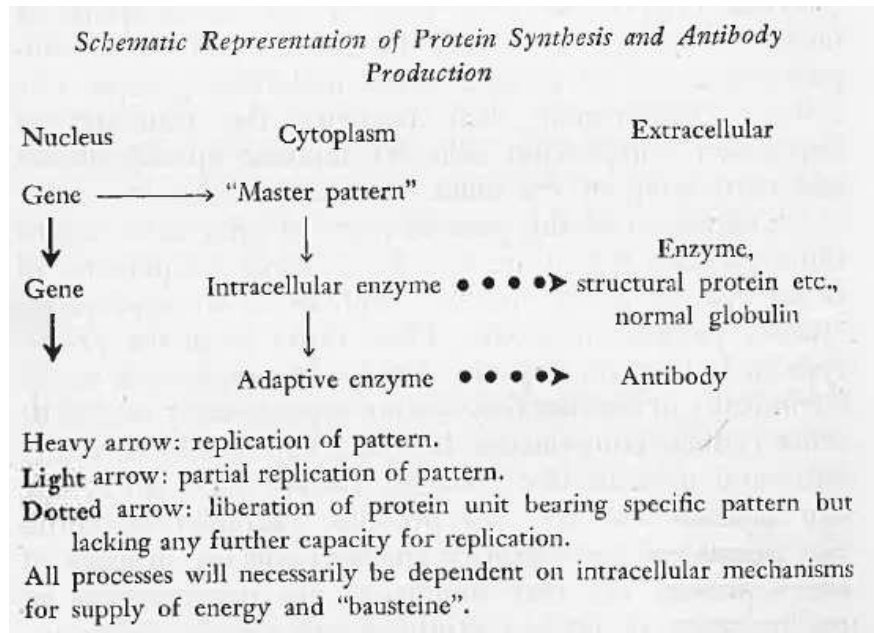 Schematic Representation of Protein Synthesis and Antibody
Production
Nucleus Cytoplasm Extracellular
Gene "Master pattern"
Enzyme,
Gene Intracellular enzyme structural protein etc.,
normal globulin
Adaptive enzyme Antibody
Heavy arrow: replication of pattern.
Light arrow: partial replication of pattern.
Dotted arrow: liberation of protein unit bearing specific pattern but
lacking any further capacity for replication.
All processes will necessarily be dependent on intracellular mechanisms
for supply of energy and "bausteine".